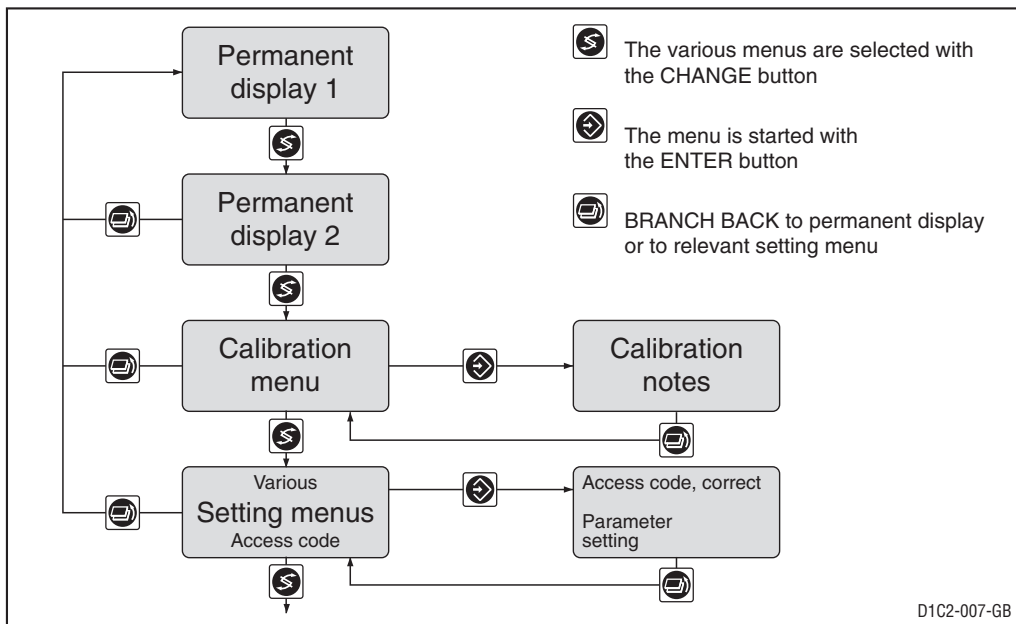 Permanent
display 1
The various menus are selected with
the CHANGE button
The menu is started with
the ENTER button
Permanent
display 2
BRANCH BACK to permanent display
or to relevant setting menu
Calibration
menu
Calibration
notes
Various
Setting menus
Access code
Access code, correct
Parameter
setting
D1C2-007-GB